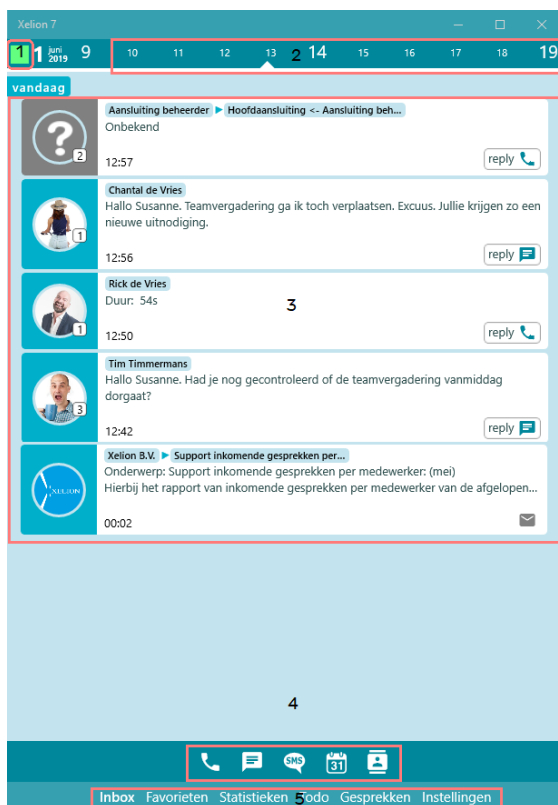 Xelion 7
1 1 juni 2019 9 10 11 12 13 2 14 15 16 17 18 19
vandaag
Aansluiting beheerder Hoofdaansluiting <- Aansluiting beh...
Onbekend
2
12:57 reply
Chantal de Vries
Hallo Susanne. Teamvergadering ga ik toch verplaatsen. Excuus. Jullie krijgen zo een
nieuwe uitnodiging.
1
12:56 reply
Rick de Vries
Duur: 54s
3
1
12:50 reply
Tim Timmermans
Hallo Susanne. Had je nog gecontroleerd of de teamvergadering vanmiddag
dorgaat?
3
12:42 reply
Xelion B.V. Support inkomende gesprekken per...
Onderwerp: Support inkomende gesprekken per medewerker: (mei)
Hierbij het rapport van inkomende gesprekken per medewerker van de afgelopen...
XELION
00:02
4
SMS 31
Inbox Favorieten Statistieken 5 Todo Gesprekken Instellingen